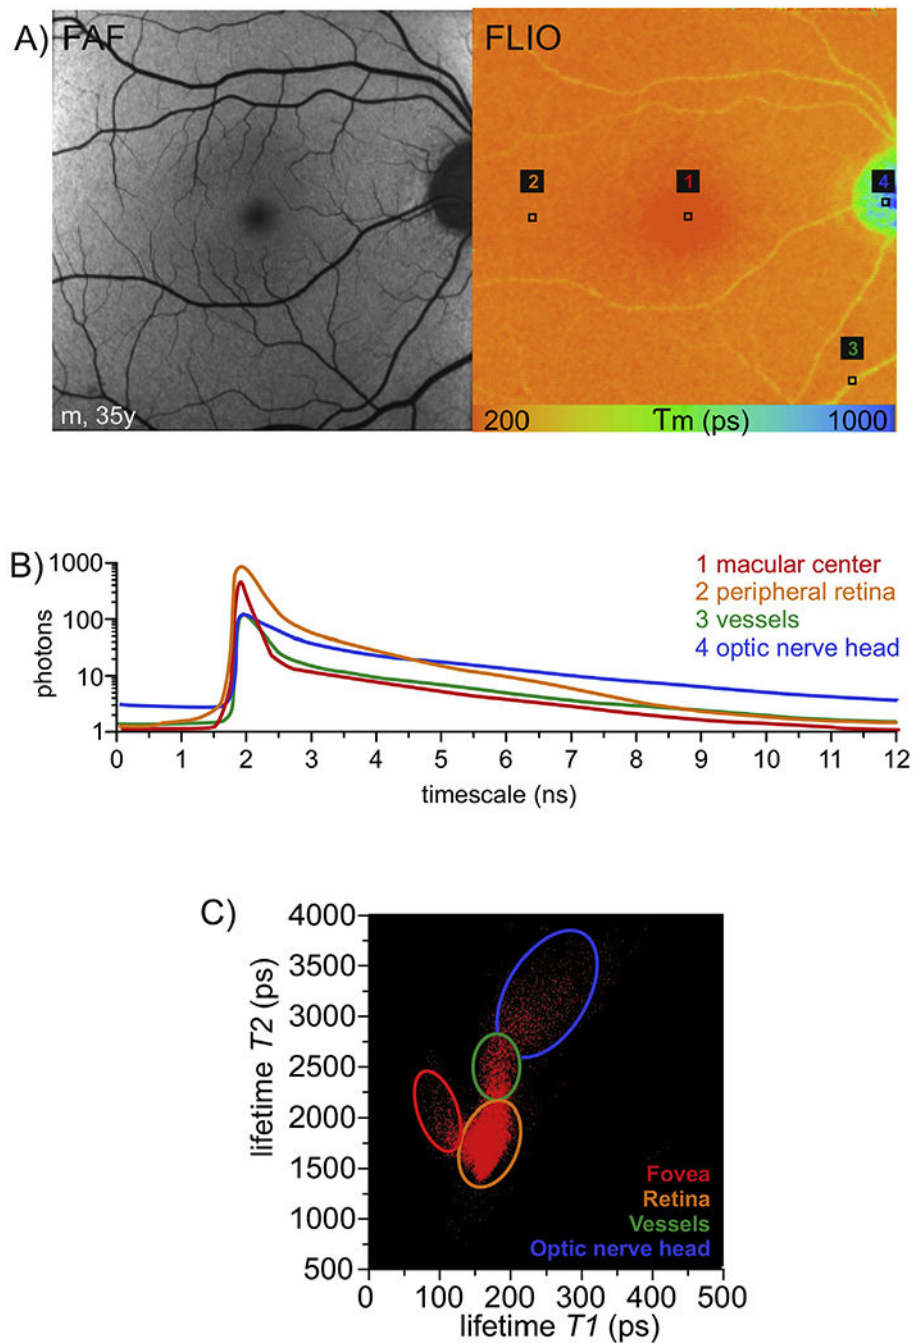 A) FAF
FLIO
2
1
4
3
m, 35y
200 Tm (ps) 1000
B)
1000
100
10
1
photons
1 macular center
2 peripheral retina
3 vessels
4 optic nerve head
0 1 2 3 4 5 6 7 8 9 10 11 12
timescale (ns)
C)
4000
3500
3000
2500
2000
1500
1000
500
lifetime T2 (ps)
Fovea
Retina
Vessels
Optic nerve head
0 100 200 300 400 500
lifetime T1 (ps)